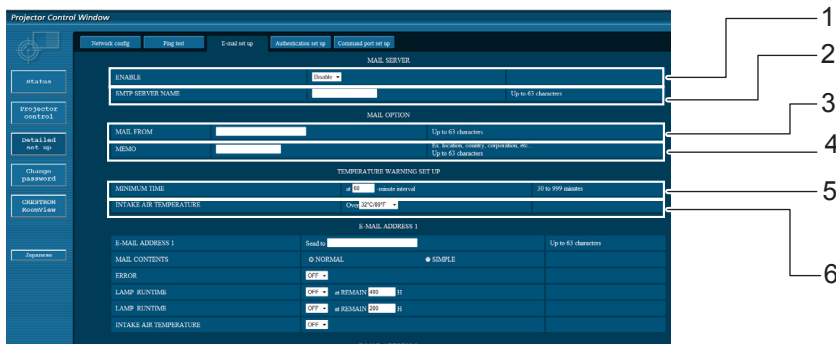 Projector Control Window
Network config Ping test E-mail set up Authentication set up Command port set up
MAIL SERVER
ENABLE Disable
SMTP SERVER NAME Up to 63 characters
MAIL OPTION
MAIL FROM Up to 63 characters
MEMO Ex. location, country, corporation, etc...
Up to 63 characters
TEMPERATURE WARNING SET UP
MINIMUM TIME at 60 minute interval 30 to 999 minutes
INTAKE AIR TEMPERATURE Over 32°C/89°F
E-MAIL ADDRESS 1
E-MAIL ADDRESS 1 Send to Up to 63 characters
MAIL CONTENTS NORMAL SIMPLE
ERROR OFF
LAMP RUNTIME OFF at REMAIN 400 H
LAMP RUNTIME OFF at REMAIN 200 H
INTAKE AIR TEMPERATURE OFF
Status
Projector
control
Detailed
set up
Change
password
CRESTRON
RoomView
Japanese
1
2
3
4
5
6